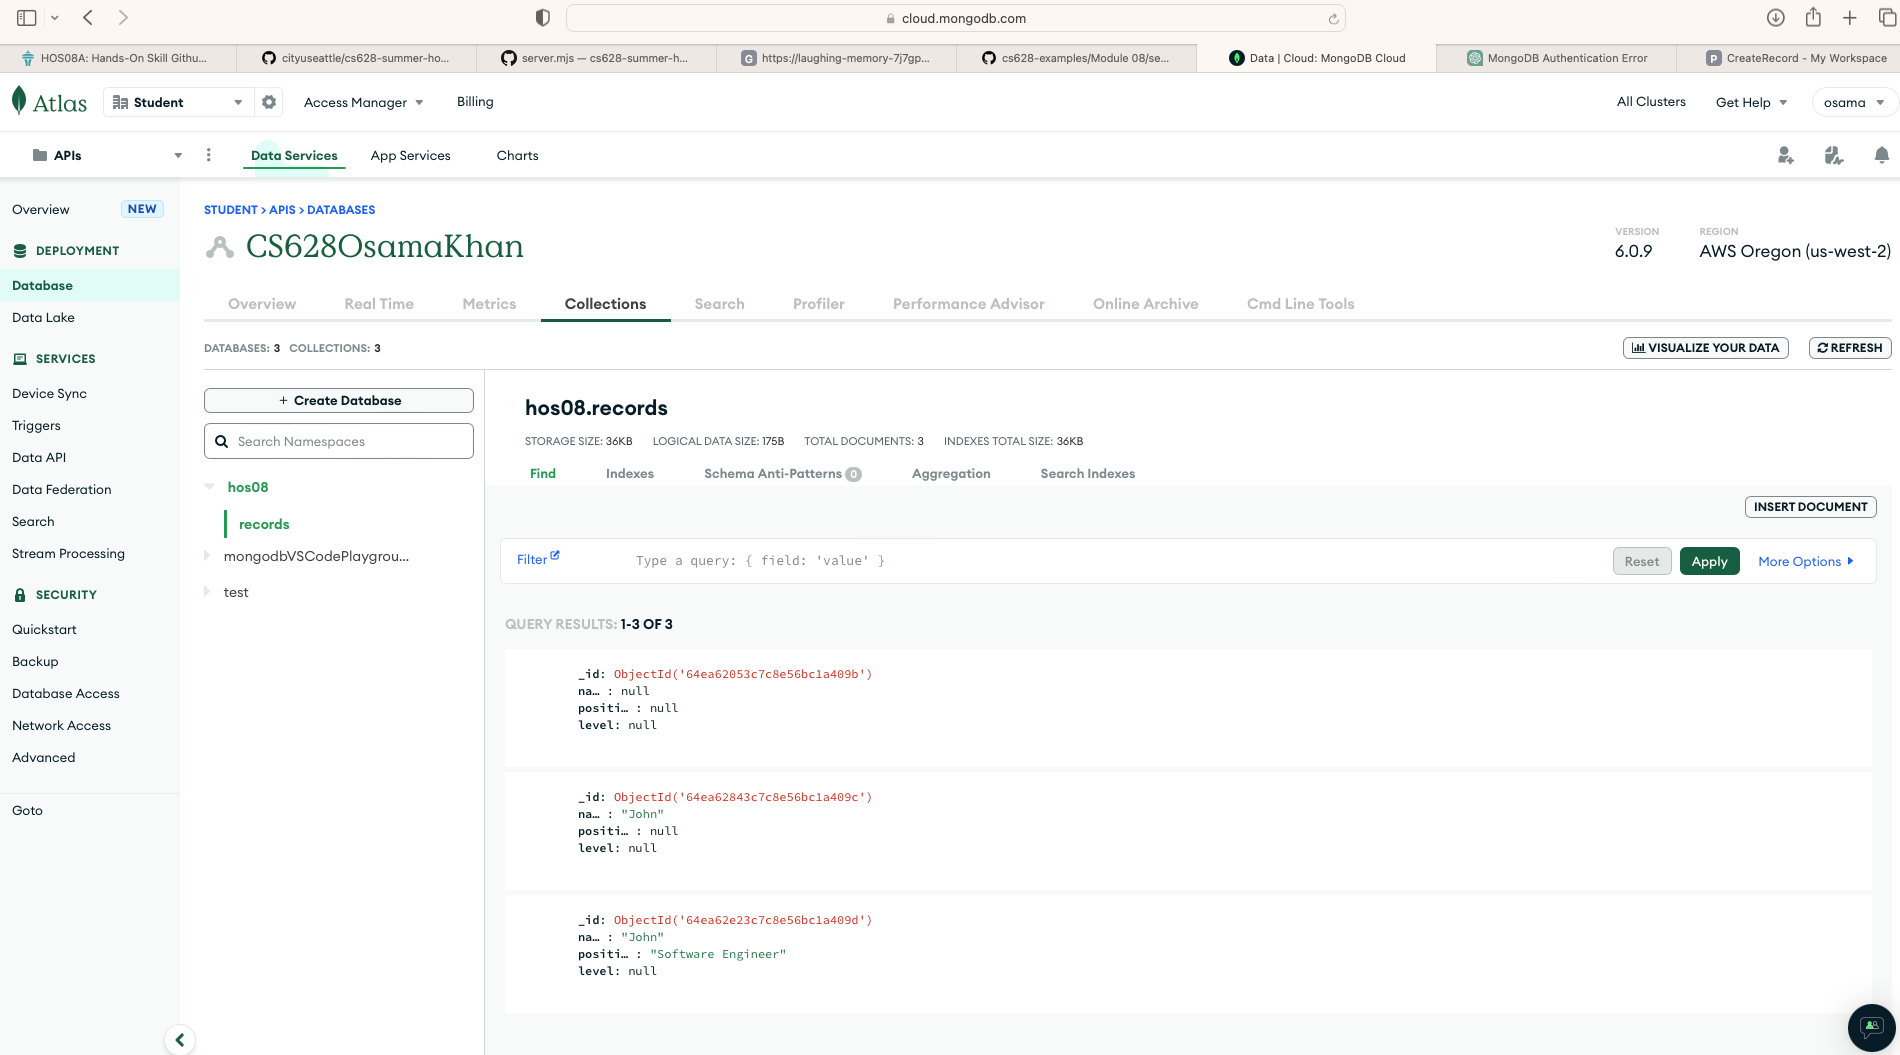 cloud.mongodb.com
HOS08A: Hands-On Skill Githu...
cityuseattle/cs628-summer-ho...
server.mjs — cs628-summer-h...
G https://laughing-memory-7j7gp...
cs628-examples/Module 08/se...
Data | Cloud: MongoDB Cloud
MongoDB Authentication Error
P CreateRecord - My Workspace
Atlas
Student
Access Manager
Billing
All Clusters
Get Help
osama
APIs
Data Services
App Services
Charts
Overview
NEW
DEPLOYMENT
Database
Data Lake
SERVICES
Device Sync
Triggers
Data API
Data Federation
Search
Stream Processing
SECURITY
Quickstart
Backup
Database Access
Network Access
Advanced
Goto
STUDENT > APIS > DATABASES
CS628OsamaKhan
VERSION
6.0.9
REGION
AWS Oregon (us-west-2)
Overview
Real Time
Metrics
Collections
Search
Profiler
Performance Advisor
Online Archive
Cmd Line Tools
DATABASES: 3 COLLECTIONS: 3
VISUALIZE YOUR DATA
REFRESH
+ Create Database
Search Namespaces
hos08
records
mongodbVSCodePlaygrou...
test
hos08.records
STORAGE SIZE: 36KB LOGICAL DATA SIZE: 175B TOTAL DOCUMENTS: 3 INDEXES TOTAL SIZE: 36KB
Find
Indexes
Schema Anti-Patterns 0
Aggregation
Search Indexes
INSERT DOCUMENT
Filter
Type a query: { field: 'value' }
Reset
Apply
More Options
QUERY RESULTS: 1-3 OF 3
_id: ObjectId('64ea62053c7c8e56bc1a409b')
na… : null
positi… : null
level: null
_id: ObjectId('64ea62843c7c8e56bc1a409c')
na… : "John"
positi… : null
level: null
_id: ObjectId('64ea62e23c7c8e56bc1a409d')
na… : "John"
positi… : "Software Engineer"
level: null